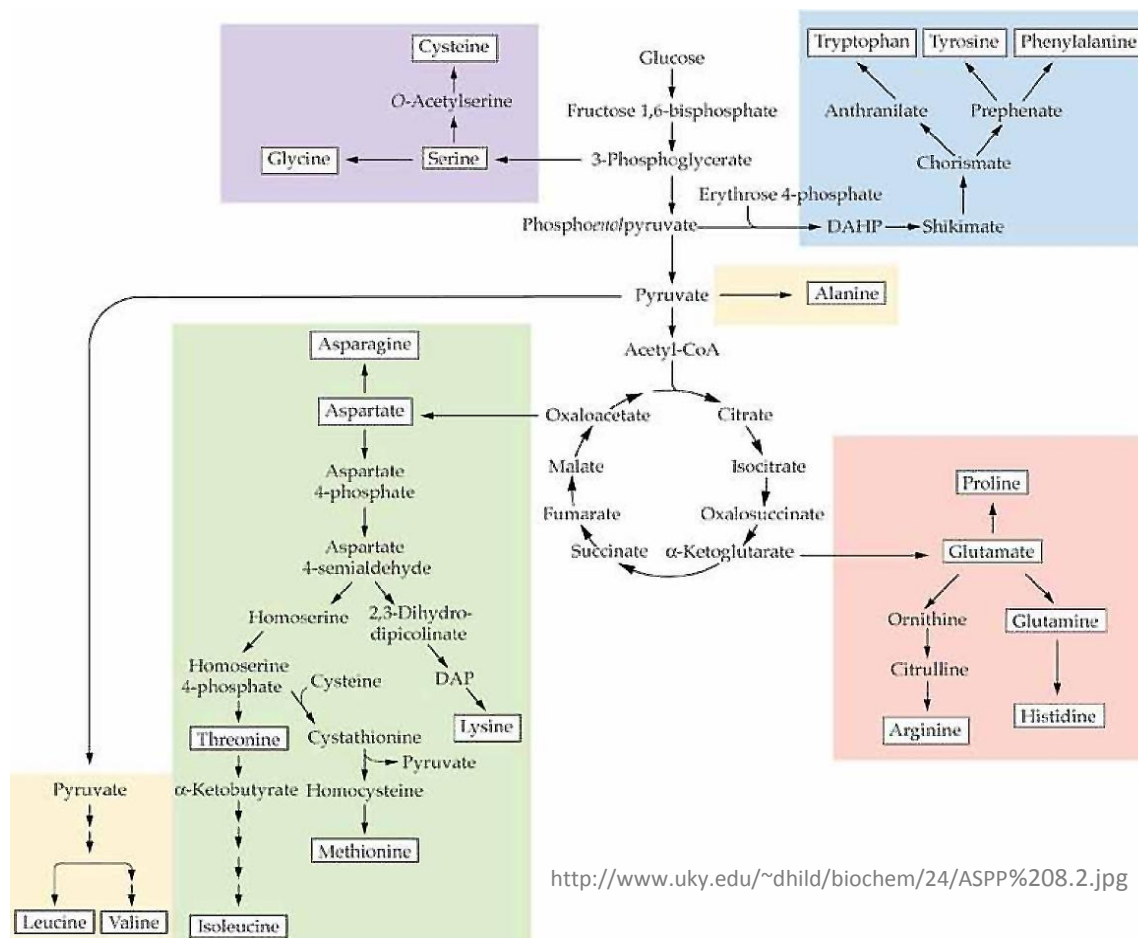 Cysteine
O-Acetylserine
Glycine
Serine
Glucose
Fructose 1,6-bisphosphate
3-Phosphoglycerate
Erythrose 4-phosphate
Phosphoenolpyruvate
Tryptophan
Tyrosine
Phenylalanine
Anthranilate
Prephenate
Chorismate
DAHP
Shikimate
Pyruvate
Alanine
Acetyl-CoA
Oxaloacetate
Citrate
Malate
Isocitrate
Fumarate
Oxalosuccinate
Succinate
α-Ketoglutarate
Asparagine
Aspartate
Aspartate
4-phosphate
Aspartate
4-semialdehyde
Homoserine
2,3-Dihydro-
dipicolinate
Homoserine
4-phosphate
Cysteine
DAP
Threonine
Cystathionine
Lysine
Pyruvate
α-Ketobutyrate
Homocysteine
Methionine
Isoleucine
Pyruvate
Leucine
Valine
Proline
Glutamate
Ornithine
Glutamine
Citrulline
Arginine
Histidine
http://www.uky.edu/~dhild/biochem/24/ASPP%208.2.jpg